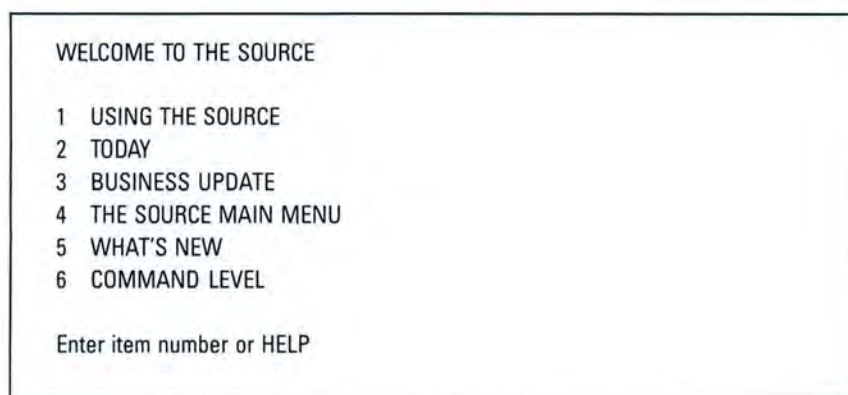 WELCOME TO THE SOURCE
1 USING THE SOURCE
2 TODAY
3 BUSINESS UPDATE
4 THE SOURCE MAIN MENU
5 WHAT'S NEW
6 COMMAND LEVEL
Enter item number or HELP